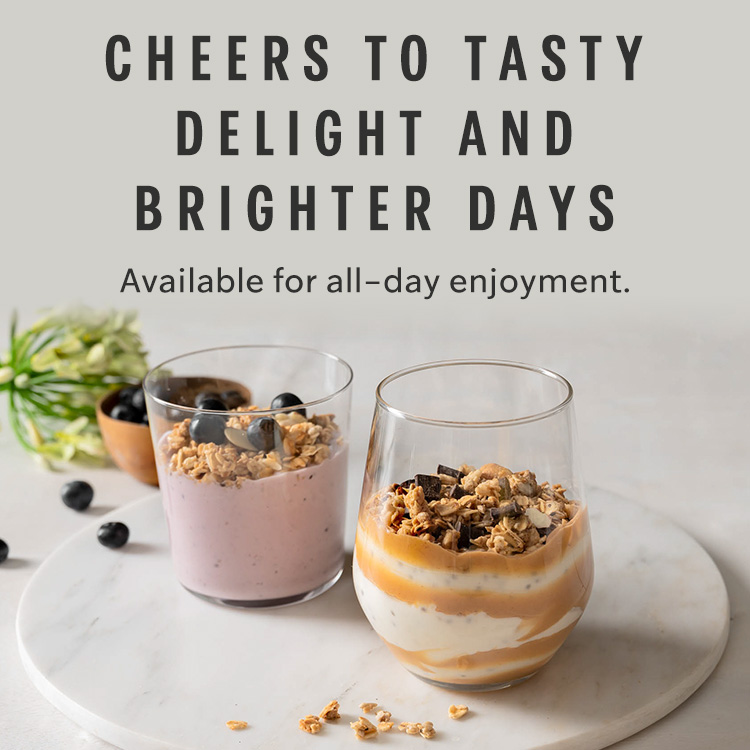 CHEERS TO TASTY
DELIGHT AND
BRIGHTER DAYS
Available for all-day enjoyment.